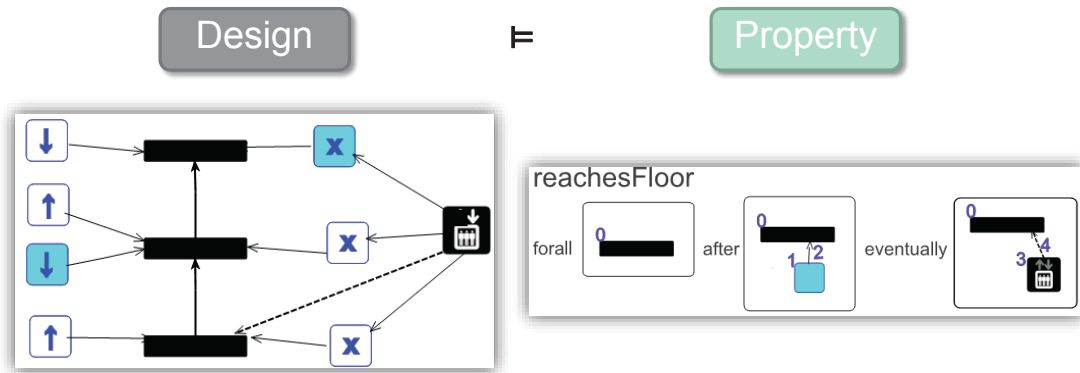 Design ⊨ Property
↓ x
↑
x
↓
↑ x
reachesFloor
forall 0 after 0 1 2 eventually 0 3 4